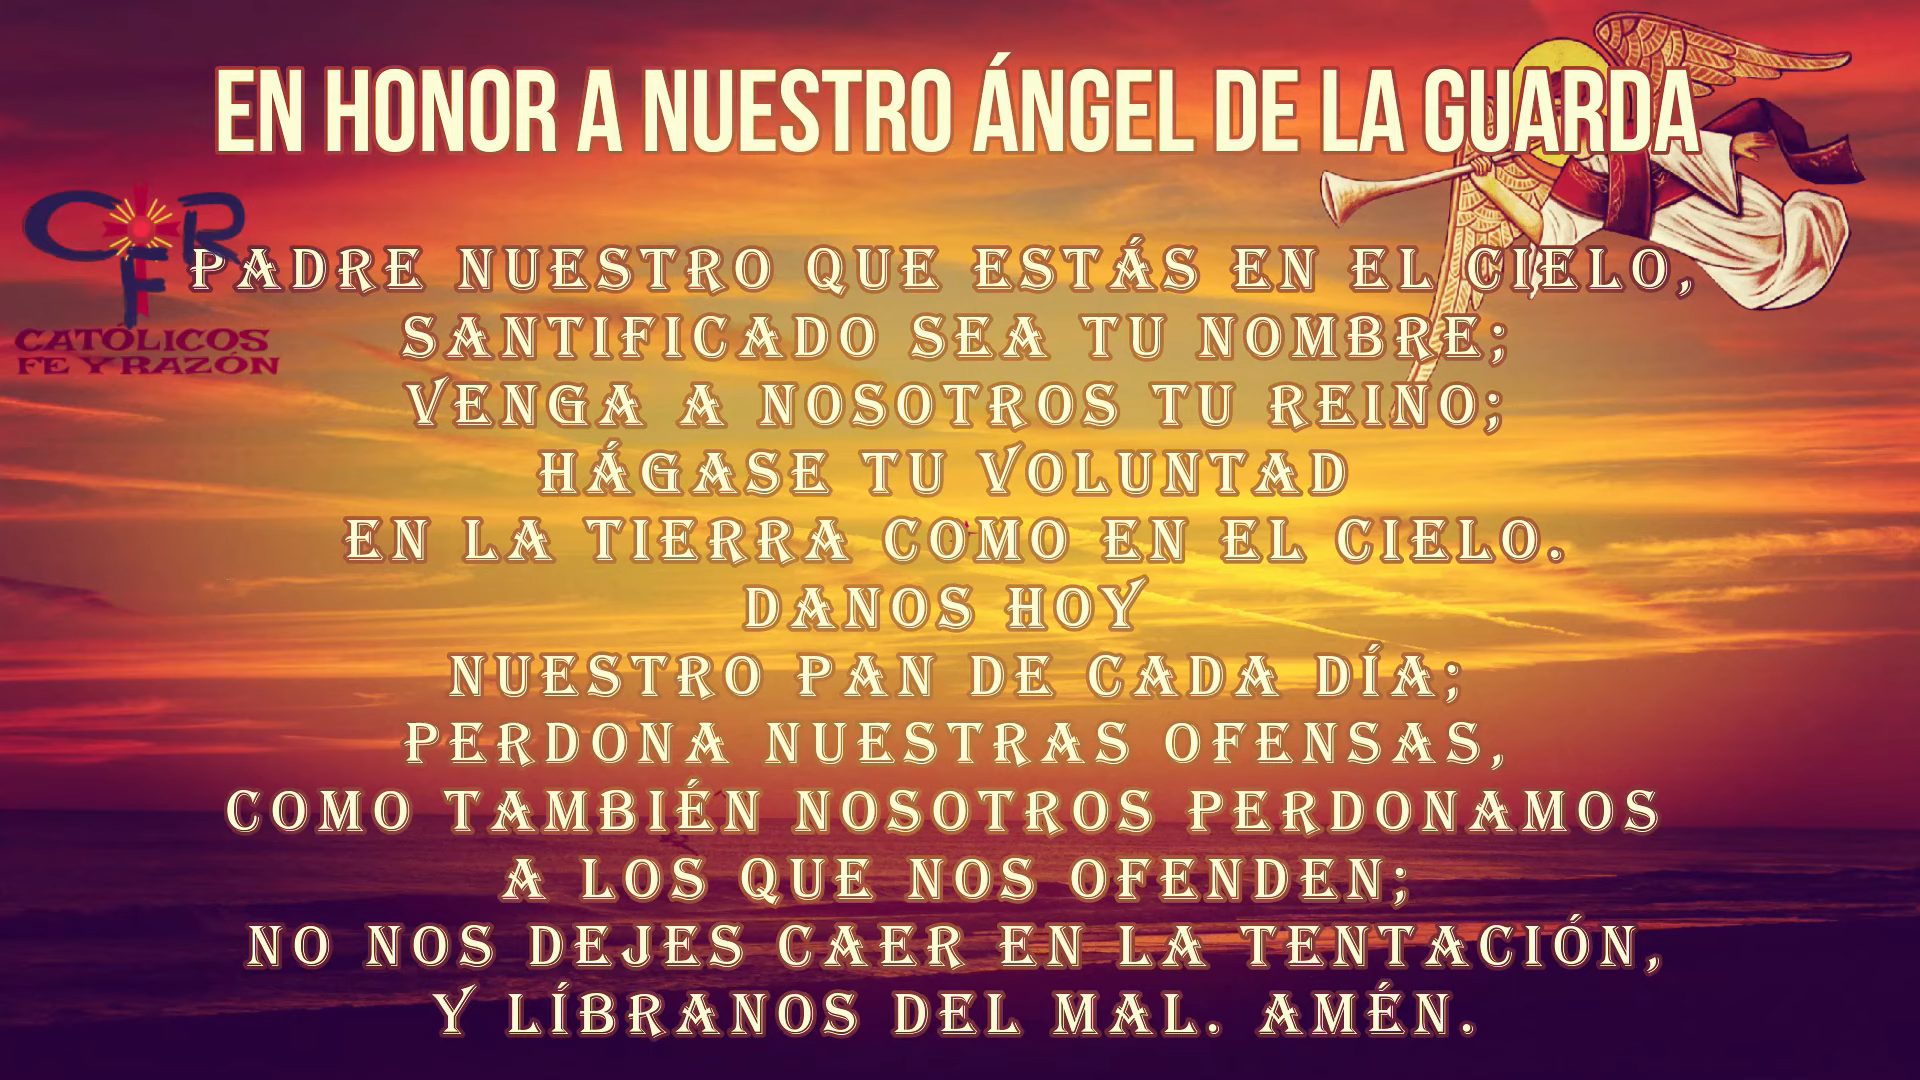 EN HONOR A NUESTRO ÁNGEL DE LA GUARDA
CFR
CATÓLICOS
FE Y RAZÓN
PADRE NUESTRO QUE ESTÁS EN EL CIELO,
SANTIFICADO SEA TU NOMBRE;
VENGA A NOSOTROS TU REINO;
HÁGASE TU VOLUNTAD
EN LA TIERRA COMO EN EL CIELO.
DANOS HOY
NUESTRO PAN DE CADA DÍA;
PERDONA NUESTRAS OFENSAS,
COMO TAMBIÉN NOSOTROS PERDONAMOS
A LOS QUE NOS OFENDEN;
NO NOS DEJES CAER EN LA TENTACIÓN,
Y LÍBRANOS DEL MAL. AMÉN.